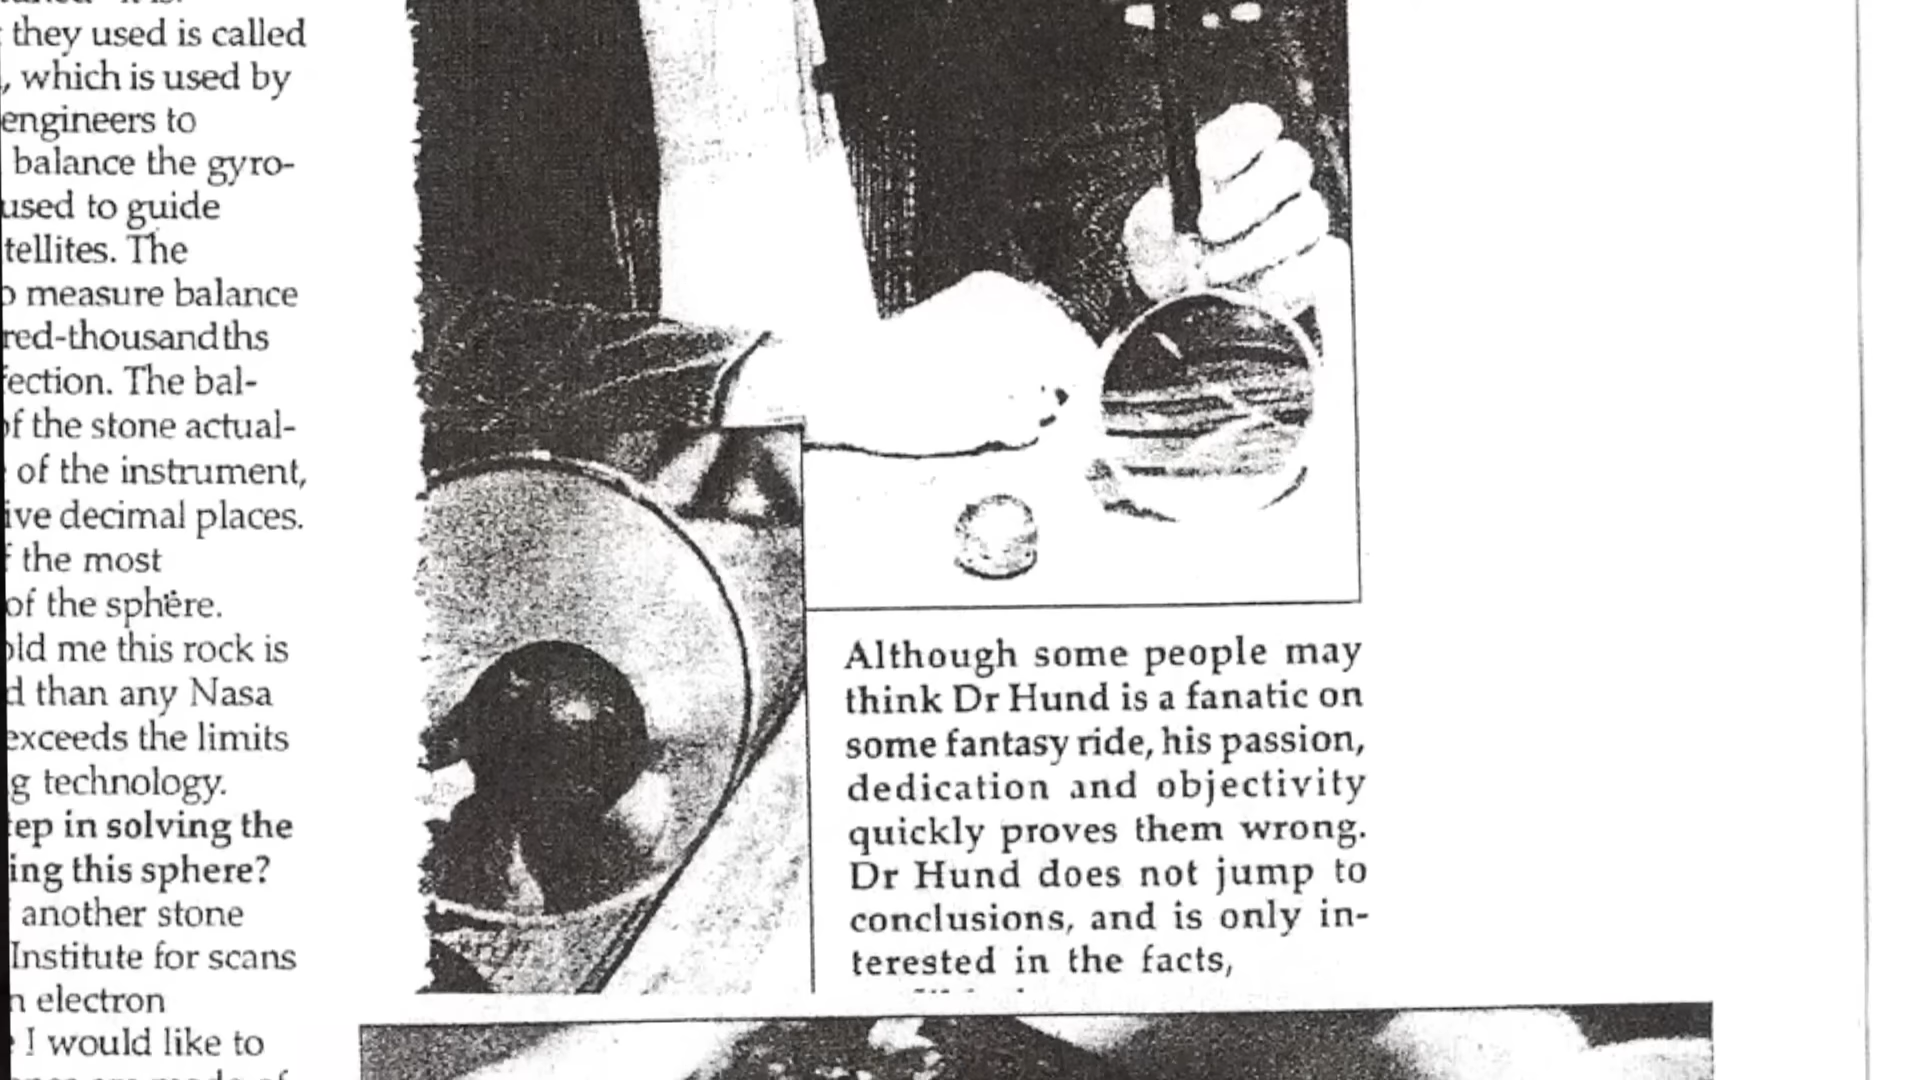 they used is called
, which is used by
engineers to
balance the gyro-
used to guide
tellites. The
measure balance
red-thousandths
fection. The bal-
of the stone actual-
of the instrument,
ive decimal places.
the most
of the sphere.
old me this rock is
d than any Nasa
exceeds the limits
g technology.
tep in solving the
ing this sphere?
another stone
Institute for scans
n electron
I would like to
Although some people may
think Dr Hund is a fanatic on
some fantasy ride, his passion,
dedication and objectivity
quickly proves them wrong.
Dr Hund does not jump to
conclusions, and is only in-
terested in the facts,